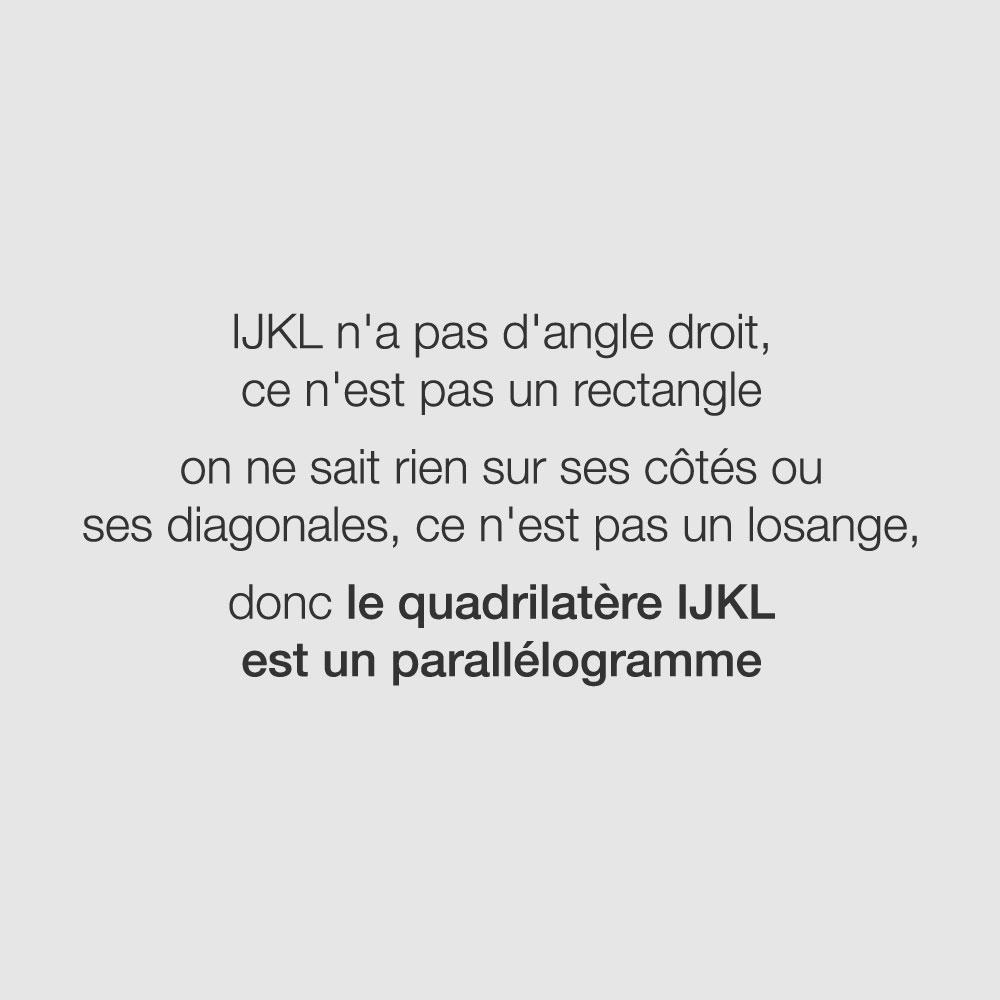 IJKL n'a pas d'angle droit,
ce n'est pas un rectangle
on ne sait rien sur ses côtés ou
ses diagonales, ce n'est pas un losange,
donc le quadrilatère IJKL
est un parallélogramme